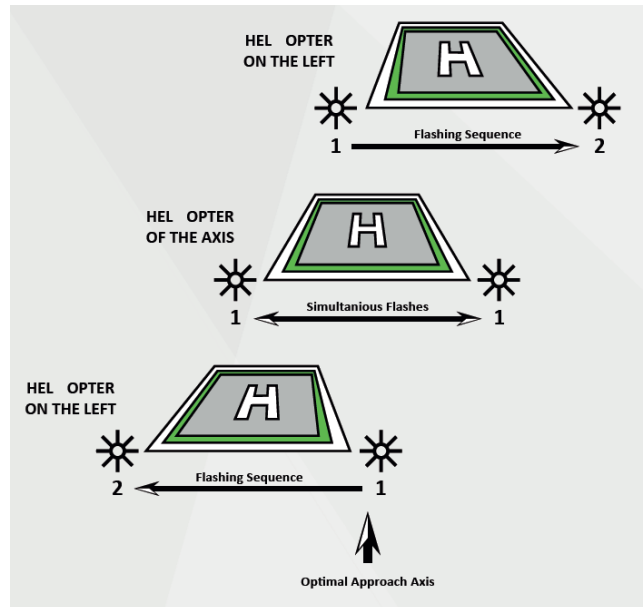 HEL OPTER
ON THE LEFT
H
1 Flashing Sequence 2
HEL OPTER
OF THE AXIS
H
1 Simultanious Flashes 1
HEL OPTER
ON THE LEFT
H
2 Flashing Sequence 1
Optimal Approach Axis